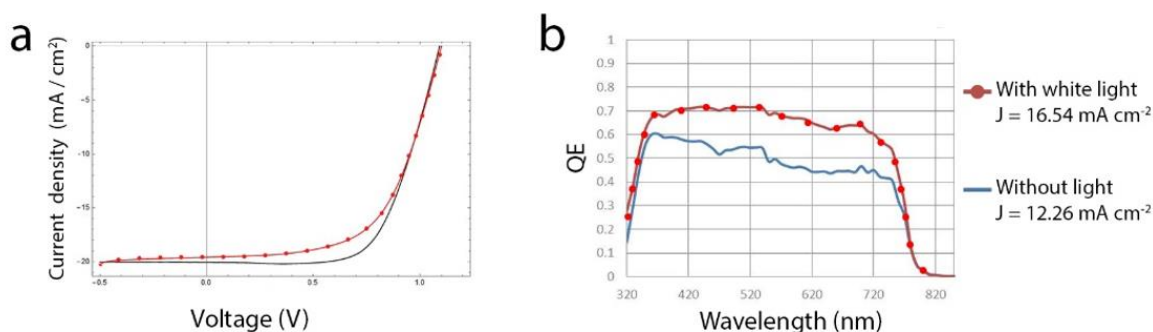 a
Current density (mA / cm²)
0
-5
-10
-15
-20
-0.5
0.0
0.5
1.0
Voltage (V)
b
QE
1
0.9
0.8
0.7
0.6
0.5
0.4
0.3
0.2
0.1
0
320
420
520
620
720
820
Wavelength (nm)
With white light
J = 16.54 mA cm⁻²
Without light
J = 12.26 mA cm⁻²